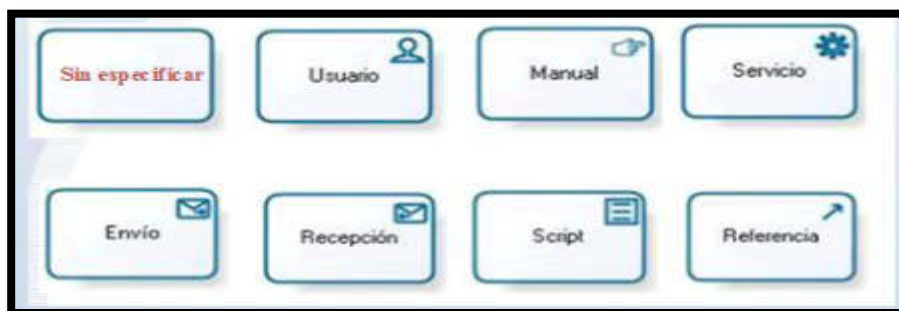 Sin especificar
Usuario
Manual
Servicio
Envío
Recepción
Script
Referencia